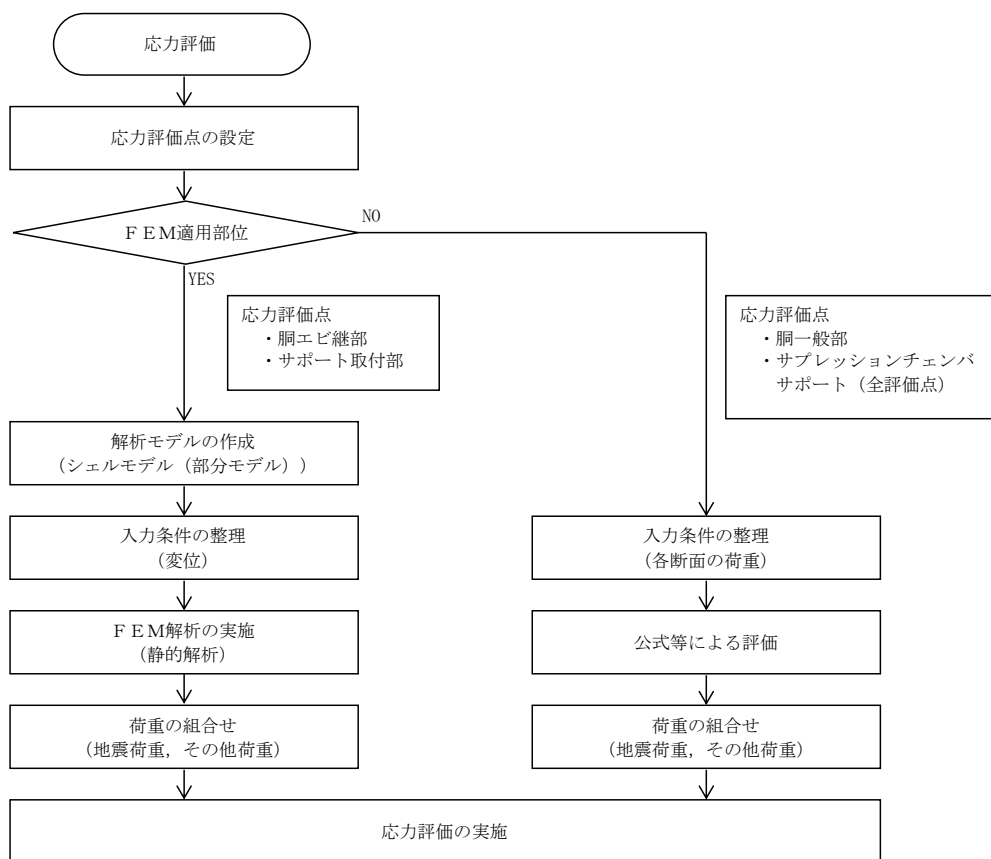 応力評価
応力評価点の設定
ＦＥＭ適用部位
NO
YES
応力評価点
・胴エビ継部
・サポート取付部
応力評価点
・胴一般部
・サプレッションチェンバ
サポート（全評価点）
解析モデルの作成
（シェルモデル（部分モデル））
入力条件の整理
（変位）
入力条件の整理
（各断面の荷重）
ＦＥＭ解析の実施
（静的解析）
公式等による評価
荷重の組合せ
（地震荷重，その他荷重）
荷重の組合せ
（地震荷重，その他荷重）
応力評価の実施